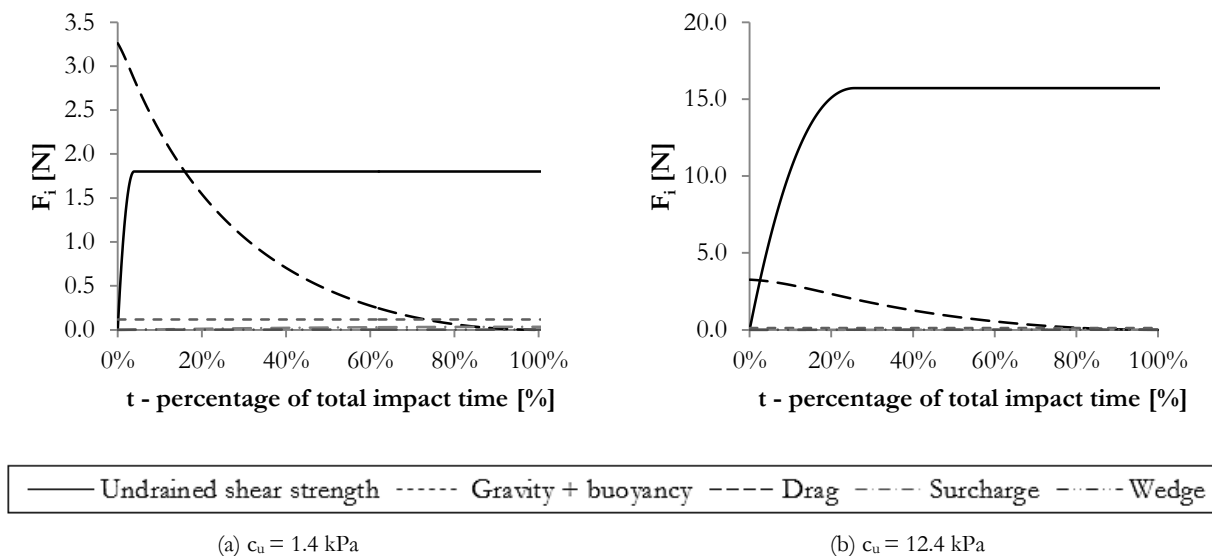 3.5
3.0
2.5
2.0
1.5
1.0
0.5
0.0
F_i [N]
0% 20% 40% 60% 80% 100%
t - percentage of total impact time [%]
20.0
15.0
10.0
5.0
0.0
F_i [N]
0% 20% 40% 60% 80% 100%
t - percentage of total impact time [%]
Undrained shear strength Gravity + buoyancy Drag Surcharge Wedge
(a) c_u = 1.4 kPa
(b) c_u = 12.4 kPa